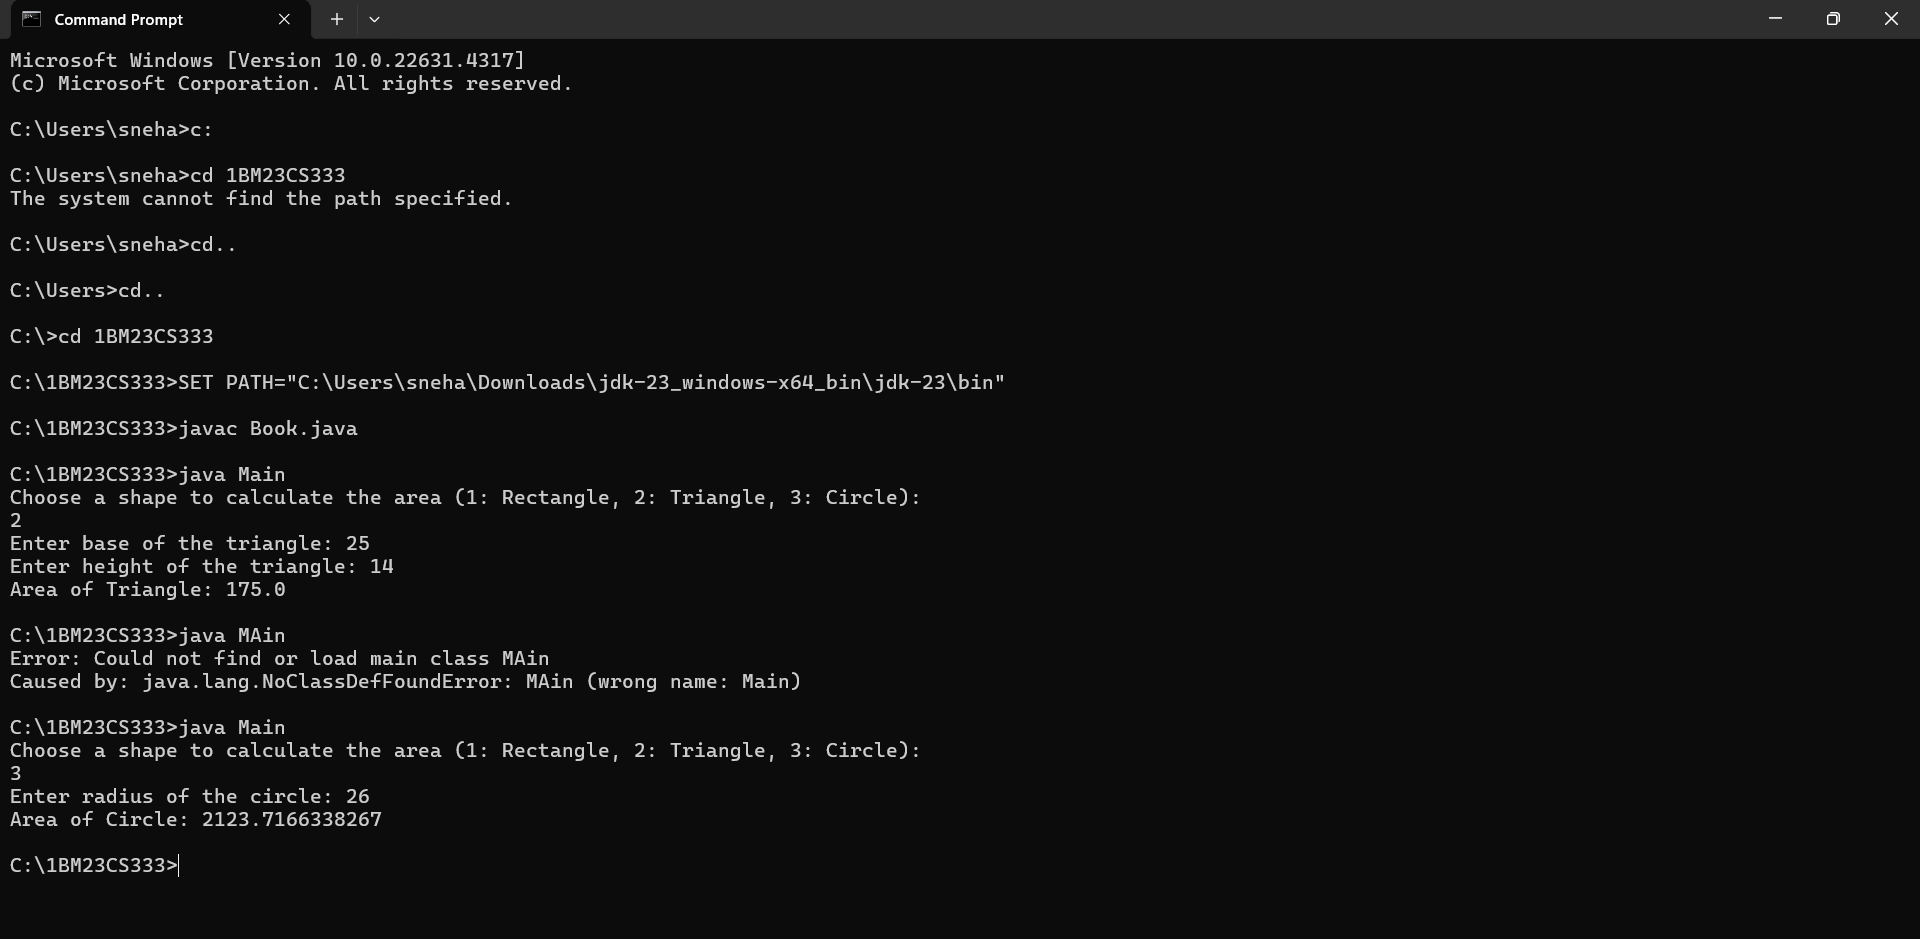 Command Prompt
Microsoft Windows [Version 10.0.22631.4317]
(c) Microsoft Corporation. All rights reserved.
C:\Users\sneha>c:
C:\Users\sneha>cd 1BM23CS333
The system cannot find the path specified.
C:\Users\sneha>cd..
C:\Users>cd..
C:\>cd 1BM23CS333
C:\1BM23CS333>SET PATH="C:\Users\sneha\Downloads\jdk-23_windows-x64_bin\jdk-23\bin"
C:\1BM23CS333>javac Book.java
C:\1BM23CS333>java Main
Choose a shape to calculate the area (1: Rectangle, 2: Triangle, 3: Circle):
2
Enter base of the triangle: 25
Enter height of the triangle: 14
Area of Triangle: 175.0
C:\1BM23CS333>java MAin
Error: Could not find or load main class MAin
Caused by: java.lang.NoClassDefFoundError: MAin (wrong name: Main)
C:\1BM23CS333>java Main
Choose a shape to calculate the area (1: Rectangle, 2: Triangle, 3: Circle):
3
Enter radius of the circle: 26
Area of Circle: 2123.7166338267
C:\1BM23CS333>